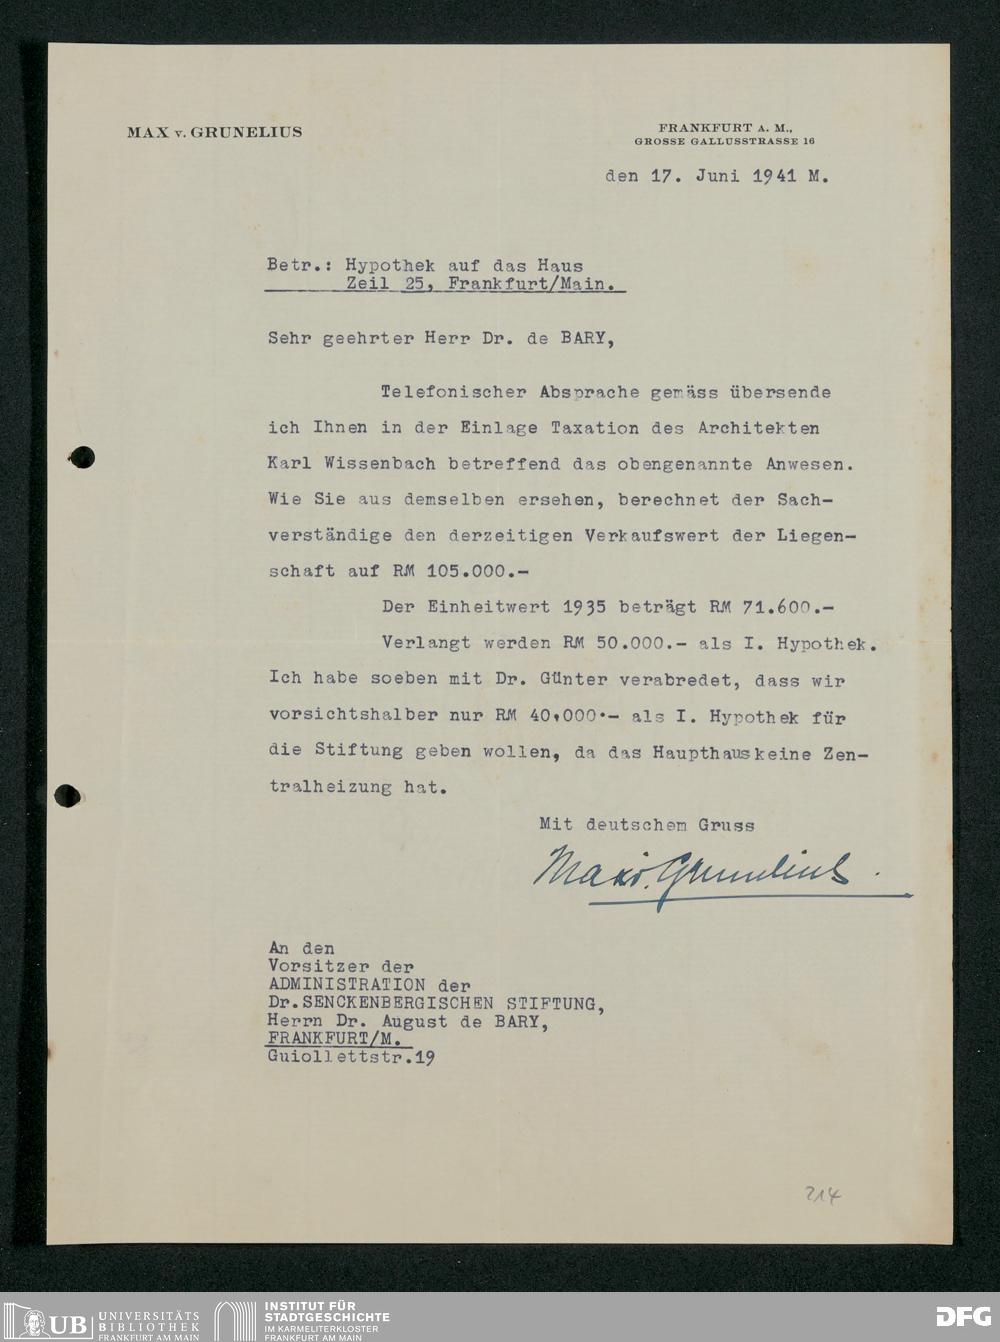 MAX v. GRUNELIUS
FRANKFURT A. M.,
GROSSE GALLUSSTRASSE 16
den 17. Juni 1941 M.
Betr.: Hypothek auf das Haus
Zeil 25, Frankfurt/Main.
Sehr geehrter Herr Dr. de BARY,
Telefonischer Absprache gemäss übersende
ich Ihnen in der Einlage Taxation des Architekten
Karl Wissenbach betreffend das obengenannte Anwesen.
Wie Sie aus demselben ersehen, berechnet der Sach-
verständige den derzeitigen Verkaufswert der Liegen-
schaft auf RM 105.000.-
Der Einheitwert 1935 beträgt RM 71.600.-
Verlangt werden RM 50.000.- als I. Hypothek.
Ich habe soeben mit Dr. Günter verabredet, dass wir
vorsichtshalber nur RM 40.000.- als I. Hypothek für
die Stiftung geben wollen, da das Haupthaus keine Zen-
tralheizung hat.
Mit deutschem Gruss
Max v. Grunelius.
An den
Vorsitzer der
ADMINISTRATION der
Dr.SENCKENBERGISCHEN STIFTUNG,
Herrn Dr. August de BARY,
FRANKFURT/M.
Guiollettstr.19
214
UB UNIVERSITÄTS
BIBLIOTHEK
FRANKFURT AM MAIN
INSTITUT FÜR
STADTGESCHICHTE
IM KARMELITERKLOSTER
FRANKFURT AM MAIN
DFG